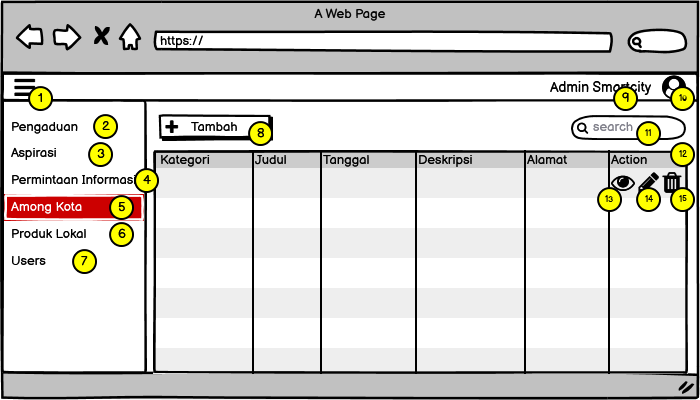 A Web Page
https://
1
Admin Smartcity
9
10
Pengaduan 2
Tambah 8
search 11
Aspirasi 3
Kategori Judul Tanggal Deskripsi Alamat Action 12
Permintaan Informasi 4
13 14 15
Among Kota 5
Produk Lokal 6
Users 7